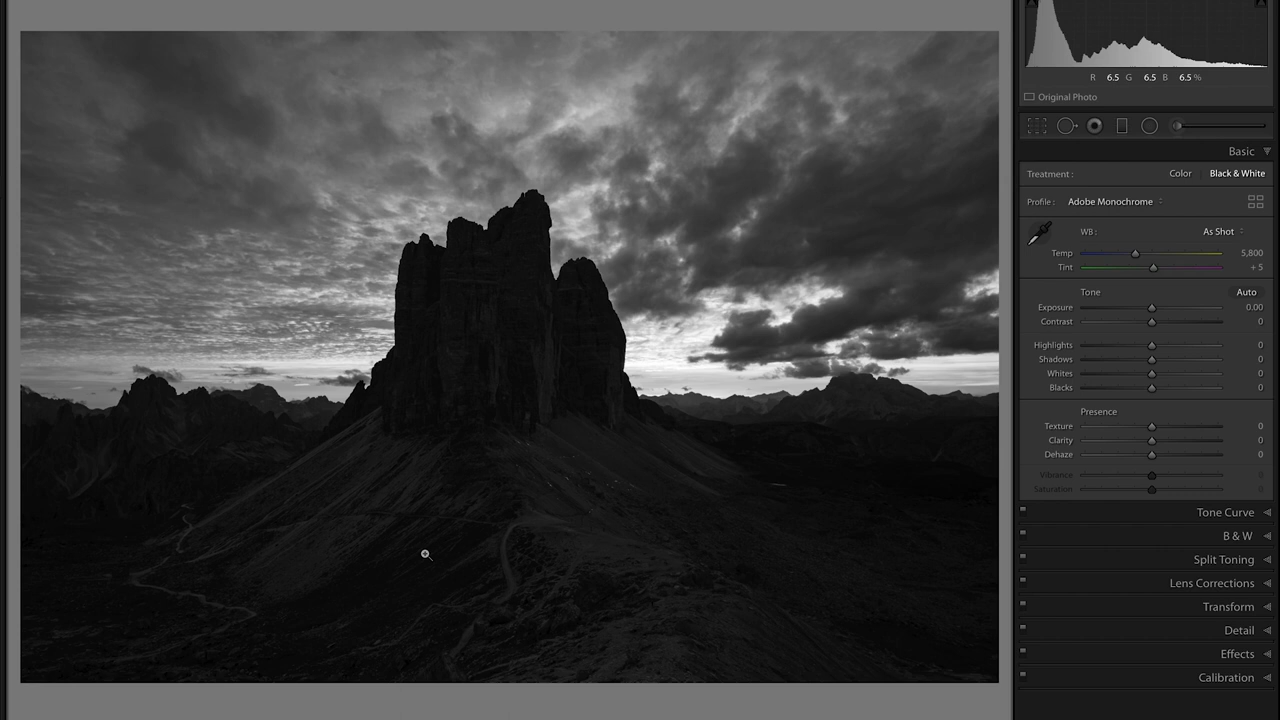 R 6.5 G 6.5 B 6.5 %
Original Photo
Basic
Treatment : Color Black & White
Profile : Adobe Monochrome
WB : As Shot
Temp 5,800
Tint + 5
Tone Auto
Exposure 0.00
Contrast 0
Highlights 0
Shadows 0
Whites 0
Blacks 0
Presence
Texture 0
Clarity 0
Dehaze 0
Vibrance 0
Saturation 0
Tone Curve
B & W
Split Toning
Lens Corrections
Transform
Detail
Effects
Calibration